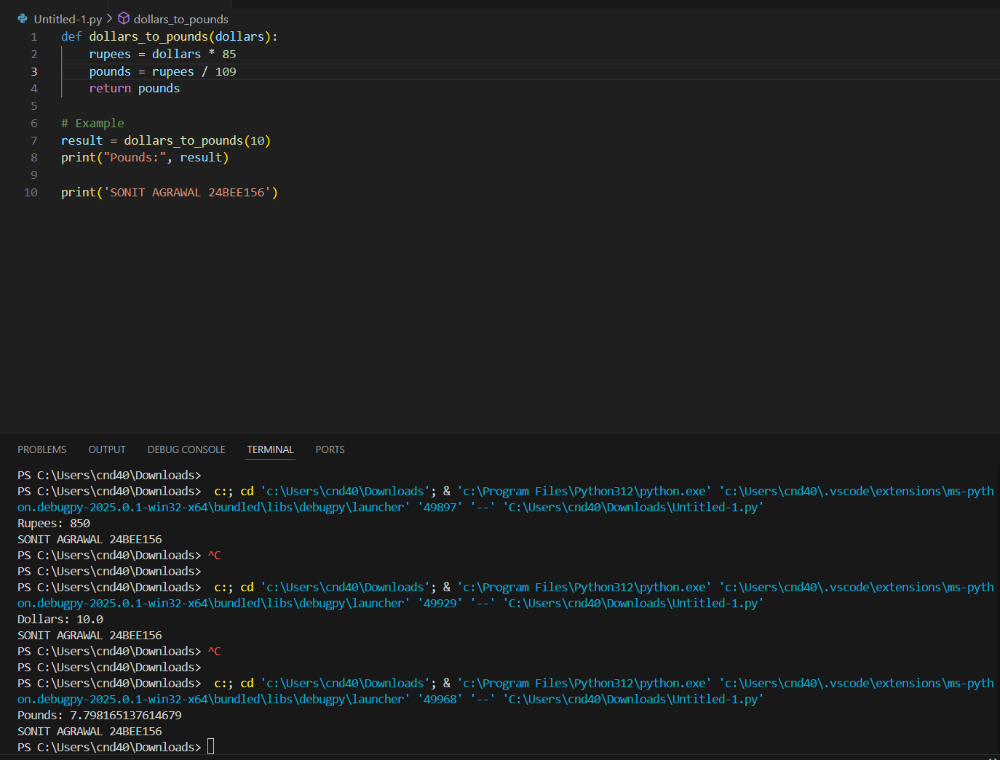 Untitled-1.py > dollars_to_pounds
1 def dollars_to_pounds(dollars):
2     rupees = dollars * 85
3     pounds = rupees / 109
4     return pounds
5
6 # Example
7 result = dollars_to_pounds(10)
8 print("Pounds:", result)
9
10 print('SONIT AGRAWAL 24BEE156')
PROBLEMS OUTPUT DEBUG CONSOLE TERMINAL PORTS
PS C:\Users\cnd40\Downloads>
PS C:\Users\cnd40\Downloads>  c:; cd 'c:\Users\cnd40\Downloads'; & 'c:\Program Files\Python312\python.exe' 'c:\Users\cnd40\.vscode\extensions\ms-pyth
on.debugpy-2025.0.1-win32-x64\bundled\libs\debugpy\launcher' '49897' '--' 'C:\Users\cnd40\Downloads\Untitled-1.py'
Rupees: 850
SONIT AGRAWAL 24BEE156
PS C:\Users\cnd40\Downloads> ^C
PS C:\Users\cnd40\Downloads>
PS C:\Users\cnd40\Downloads>  c:; cd 'c:\Users\cnd40\Downloads'; & 'c:\Program Files\Python312\python.exe' 'c:\Users\cnd40\.vscode\extensions\ms-pyth
on.debugpy-2025.0.1-win32-x64\bundled\libs\debugpy\launcher' '49929' '--' 'C:\Users\cnd40\Downloads\Untitled-1.py'
Dollars: 10.0
SONIT AGRAWAL 24BEE156
PS C:\Users\cnd40\Downloads> ^C
PS C:\Users\cnd40\Downloads>
PS C:\Users\cnd40\Downloads>  c:; cd 'c:\Users\cnd40\Downloads'; & 'c:\Program Files\Python312\python.exe' 'c:\Users\cnd40\.vscode\extensions\ms-pyth
on.debugpy-2025.0.1-win32-x64\bundled\libs\debugpy\launcher' '49968' '--' 'C:\Users\cnd40\Downloads\Untitled-1.py'
Pounds: 7.798165137614679
SONIT AGRAWAL 24BEE156
PS C:\Users\cnd40\Downloads>